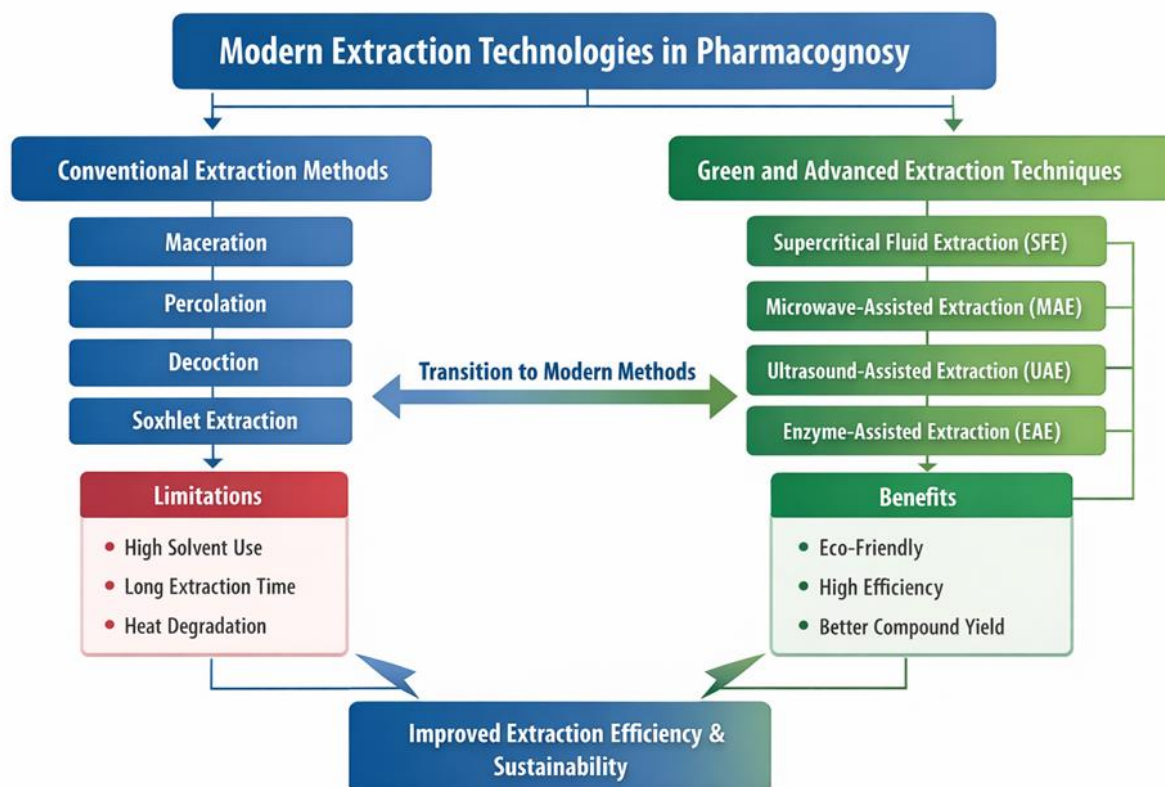 Modern Extraction Technologies in Pharmacognosy
Conventional Extraction Methods
Maceration
Percolation
Decoction
Soxhlet Extraction
Limitations
• High Solvent Use
• Long Extraction Time
• Heat Degradation
Transition to Modern Methods
Green and Advanced Extraction Techniques
Supercritical Fluid Extraction (SFE)
Microwave-Assisted Extraction (MAE)
Ultrasound-Assisted Extraction (UAE)
Enzyme-Assisted Extraction (EAE)
Benefits
• Eco-Friendly
• High Efficiency
• Better Compound Yield
Improved Extraction Efficiency &
Sustainability